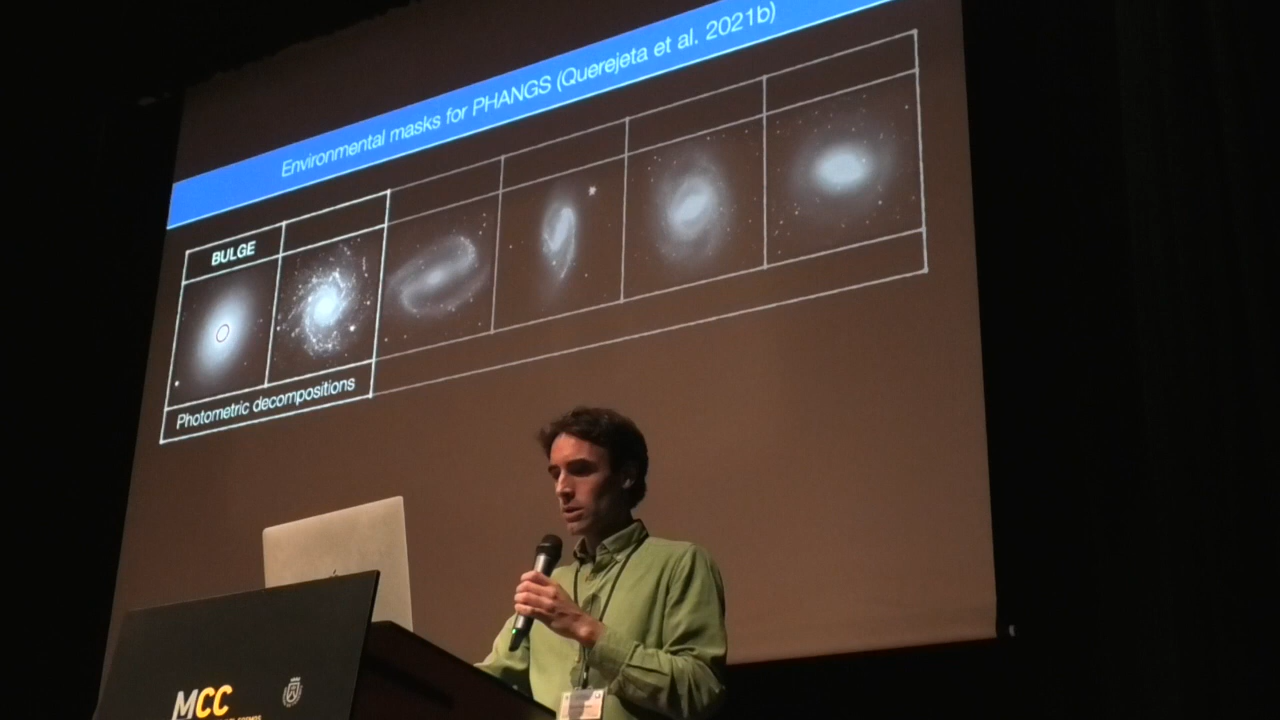 Environmental masks for PHANGS (Querejeta et al. 2021b)
BULGE
Photometric decompositions
MCC